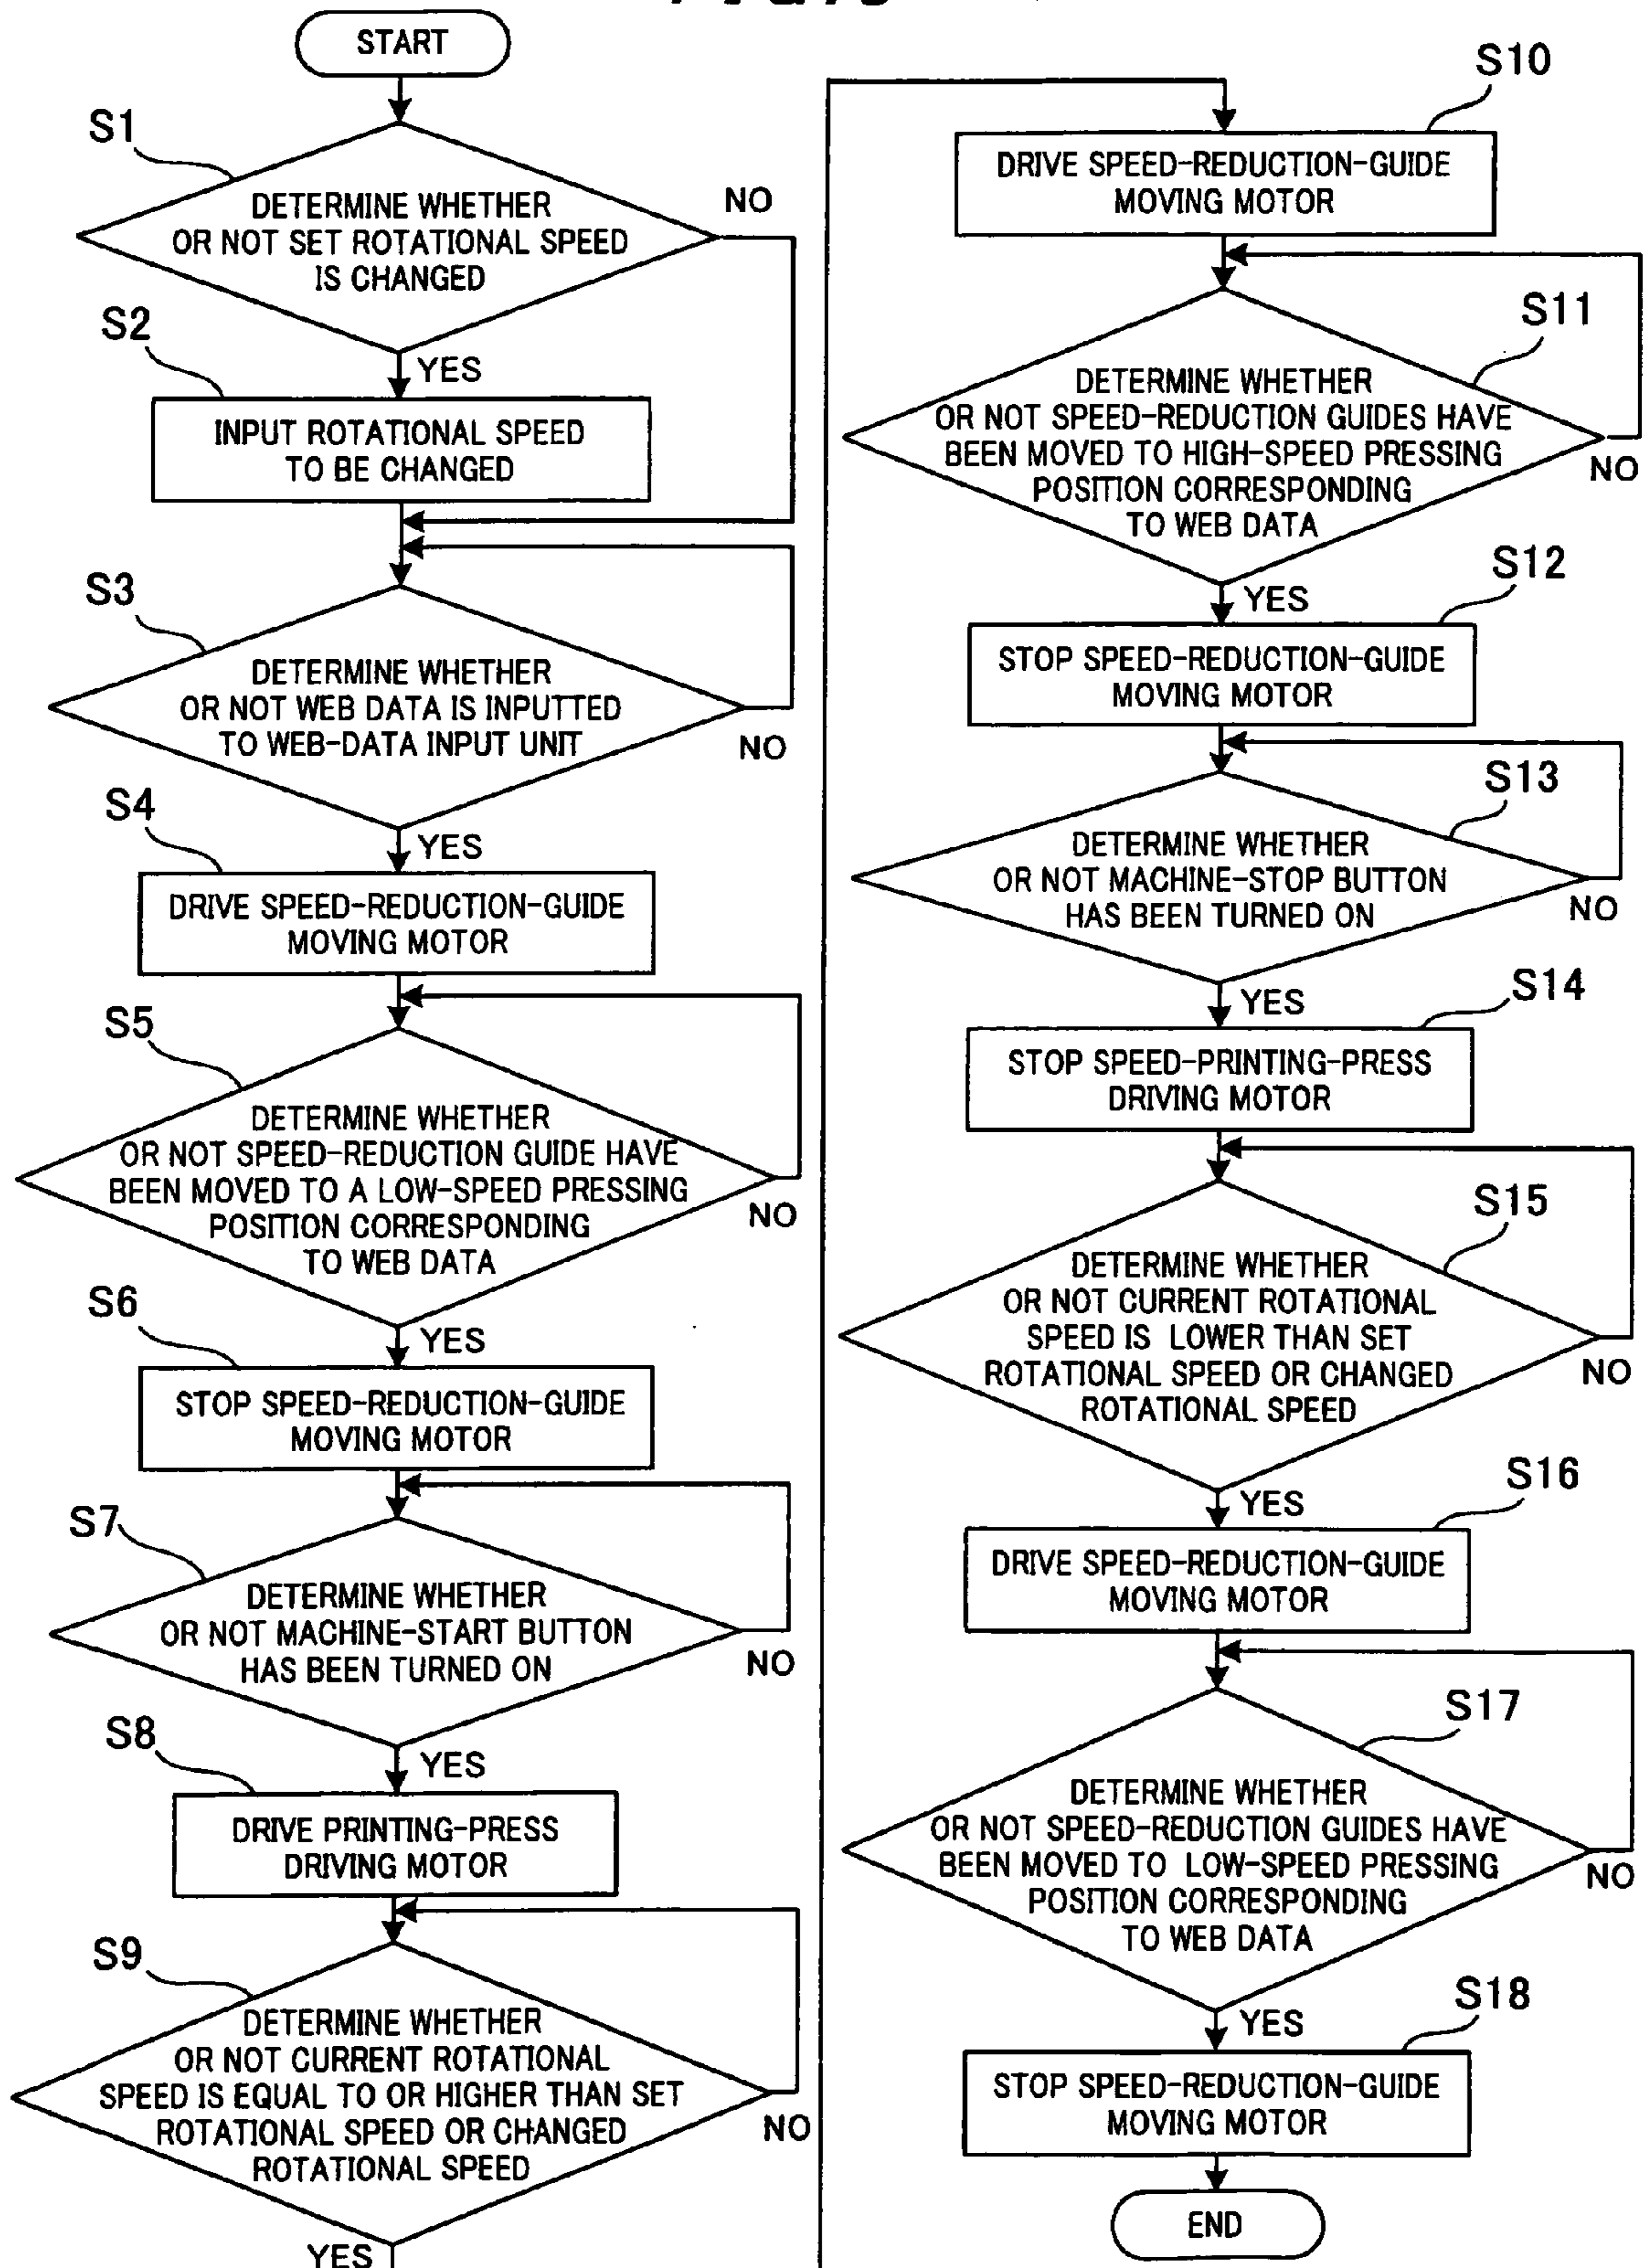 START
S1
DETERMINE WHETHER
OR NOT SET ROTATIONAL SPEED
IS CHANGED
NO
S2
YES
INPUT ROTATIONAL SPEED
TO BE CHANGED
S3
DETERMINE WHETHER
OR NOT WEB DATA IS INPUTTED
TO WEB-DATA INPUT UNIT
NO
S4
YES
DRIVE SPEED-REDUCTION-GUIDE
MOVING MOTOR
S5
DETERMINE WHETHER
OR NOT SPEED-REDUCTION GUIDE HAVE
BEEN MOVED TO A LOW-SPEED PRESSING
POSITION CORRESPONDING
TO WEB DATA
NO
S6
YES
STOP SPEED-REDUCTION-GUIDE
MOVING MOTOR
S7
DETERMINE WHETHER
OR NOT MACHINE-START BUTTON
HAS BEEN TURNED ON
NO
S8
YES
DRIVE PRINTING-PRESS
DRIVING MOTOR
S9
DETERMINE WHETHER
OR NOT CURRENT ROTATIONAL
SPEED IS EQUAL TO OR HIGHER THAN SET
ROTATIONAL SPEED OR CHANGED
ROTATIONAL SPEED
NO
YES
S10
DRIVE SPEED-REDUCTION-GUIDE
MOVING MOTOR
S11
DETERMINE WHETHER
OR NOT SPEED-REDUCTION GUIDES HAVE
BEEN MOVED TO HIGH-SPEED PRESSING
POSITION CORRESPONDING
TO WEB DATA
NO
S12
YES
STOP SPEED-REDUCTION-GUIDE
MOVING MOTOR
S13
DETERMINE WHETHER
OR NOT MACHINE-STOP BUTTON
HAS BEEN TURNED ON
NO
S14
YES
STOP SPEED-PRINTING-PRESS
DRIVING MOTOR
S15
DETERMINE WHETHER
OR NOT CURRENT ROTATIONAL
SPEED IS LOWER THAN SET
ROTATIONAL SPEED OR CHANGED
ROTATIONAL SPEED
NO
S16
YES
DRIVE SPEED-REDUCTION-GUIDE
MOVING MOTOR
S17
DETERMINE WHETHER
OR NOT SPEED-REDUCTION GUIDES HAVE
BEEN MOVED TO LOW-SPEED PRESSING
POSITION CORRESPONDING
TO WEB DATA
NO
S18
YES
STOP SPEED-REDUCTION-GUIDE
MOVING MOTOR
END